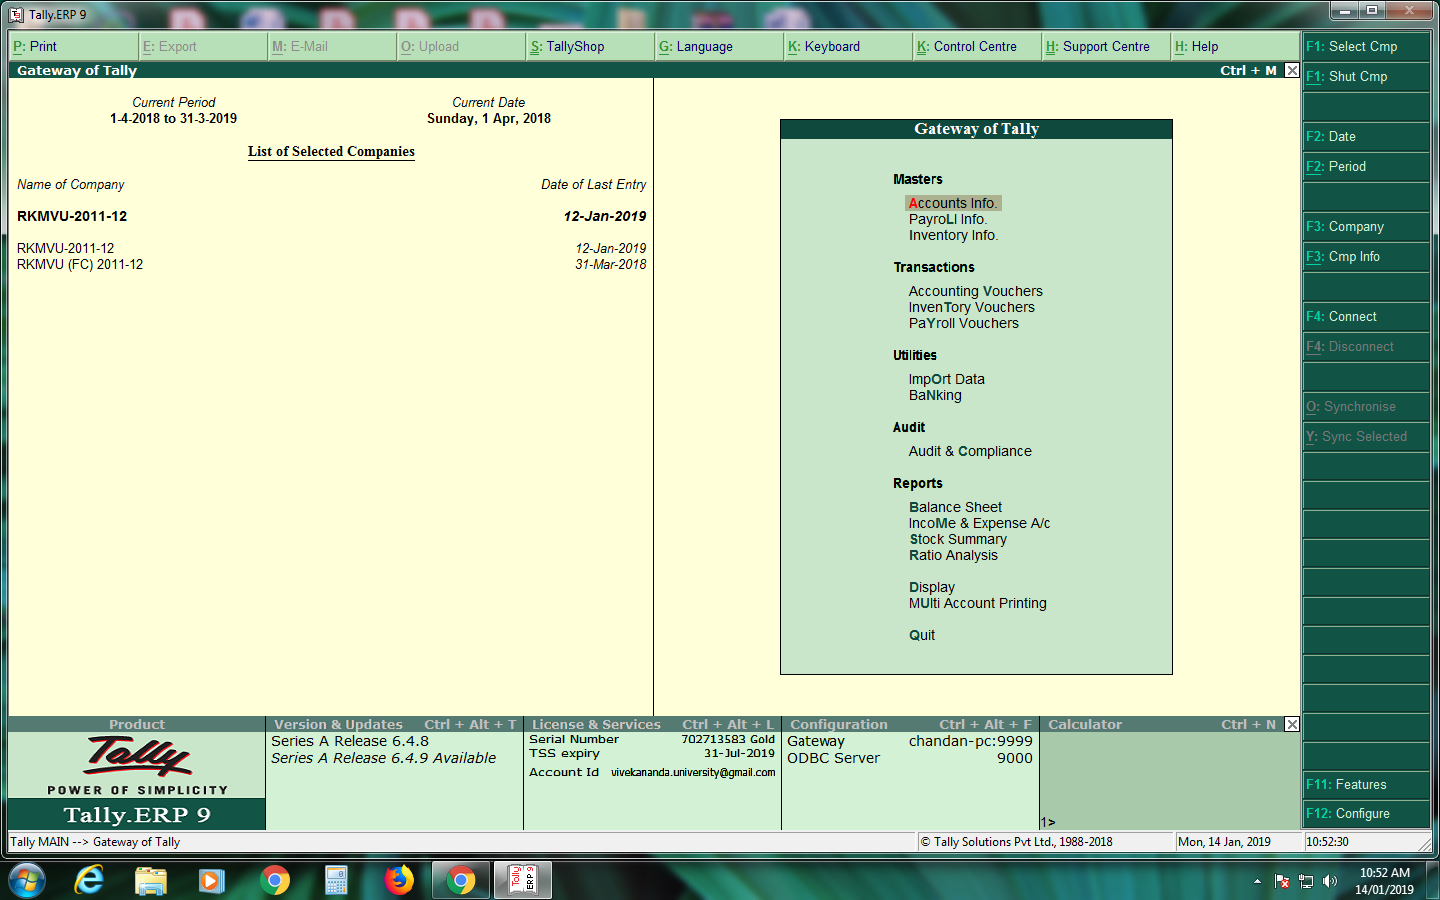 Tally.ERP 9
P: Print
E: Export
M: E-Mail
O: Upload
S: TallyShop
G: Language
K: Keyboard
K: Control Centre
H: Support Centre
H: Help
Gateway of Tally
Ctrl + M
Current Period
1-4-2018 to 31-3-2019
Current Date
Sunday, 1 Apr, 2018
List of Selected Companies
Name of Company
Date of Last Entry
RKMVU-2011-12
12-Jan-2019
RKMVU-2011-12
12-Jan-2019
RKMVU (FC) 2011-12
31-Mar-2018
Gateway of Tally
Masters
Accounts Info.
PayroLl Info.
Inventory Info.
Transactions
Accounting Vouchers
InvenTory Vouchers
PaYroll Vouchers
Utilities
ImpOrt Data
BaNking
Audit
Audit & Compliance
Reports
Balance Sheet
IncoMe & Expense A/c
Stock Summary
Ratio Analysis
Display
MUlti Account Printing
Quit
F1: Select Cmp
F1: Shut Cmp
F2: Date
F2: Period
F3: Company
F3: Cmp Info
F4: Connect
F4: Disconnect
O: Synchronise
Y: Sync Selected
F11: Features
F12: Configure
Product
Tally
POWER OF SIMPLICITY
Tally.ERP 9
Version & Updates Ctrl + Alt + T
Series A Release 6.4.8
Series A Release 6.4.9 Available
License & Services Ctrl + Alt + L
Serial Number 702713583 Gold
TSS expiry 31-Jul-2019
Account Id vivekananda.university@gmail.com
Configuration Ctrl + Alt + F
Gateway chandan-pc:9999
ODBC Server 9000
Calculator Ctrl + N
1>
Tally MAIN --> Gateway of Tally
© Tally Solutions Pvt Ltd., 1988-2018
Mon, 14 Jan, 2019
10:52:30
Tally
ERP 9
10:52 AM
14/01/2019